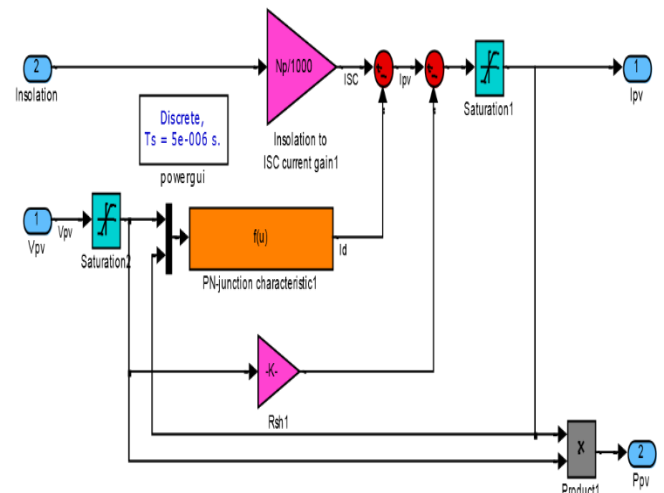 Np/1000
2
ISC
Ipv
1
Insolation
Saturation1
Ipv
Discrete,
Ts = 5e-006 s.
Insolation to
ISC current gain1
powergui
1
Vpv
f(u)
Id
Vpv
Saturation2
PN-junction characteristic1
-K-
Rsh1
x
2
Product1
Ppv